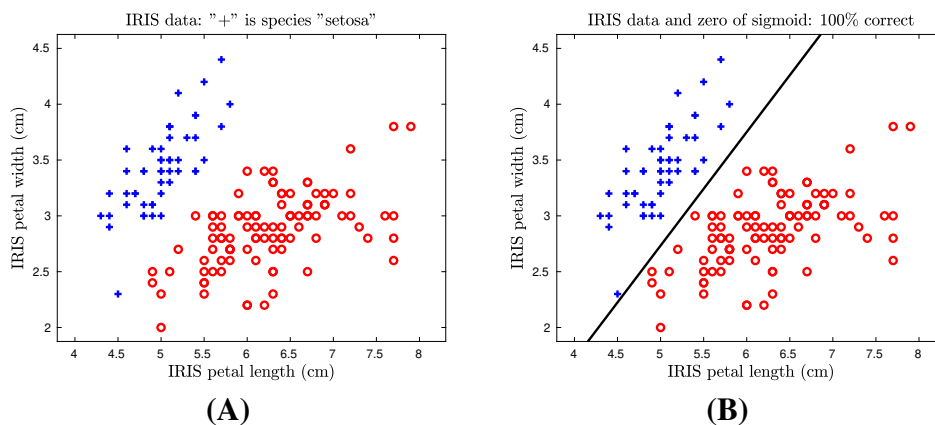 IRIS data: "+" is species "setosa"
4.5
4
3.5
3
2.5
2
IRIS petal width (cm)
4 4.5 5 5.5 6 6.5 7 7.5 8
IRIS petal length (cm)
(A)
IRIS data and zero of sigmoid: 100% correct
4.5
4
3.5
3
2.5
2
IRIS petal width (cm)
4 4.5 5 5.5 6 6.5 7 7.5 8
IRIS petal length (cm)
(B)